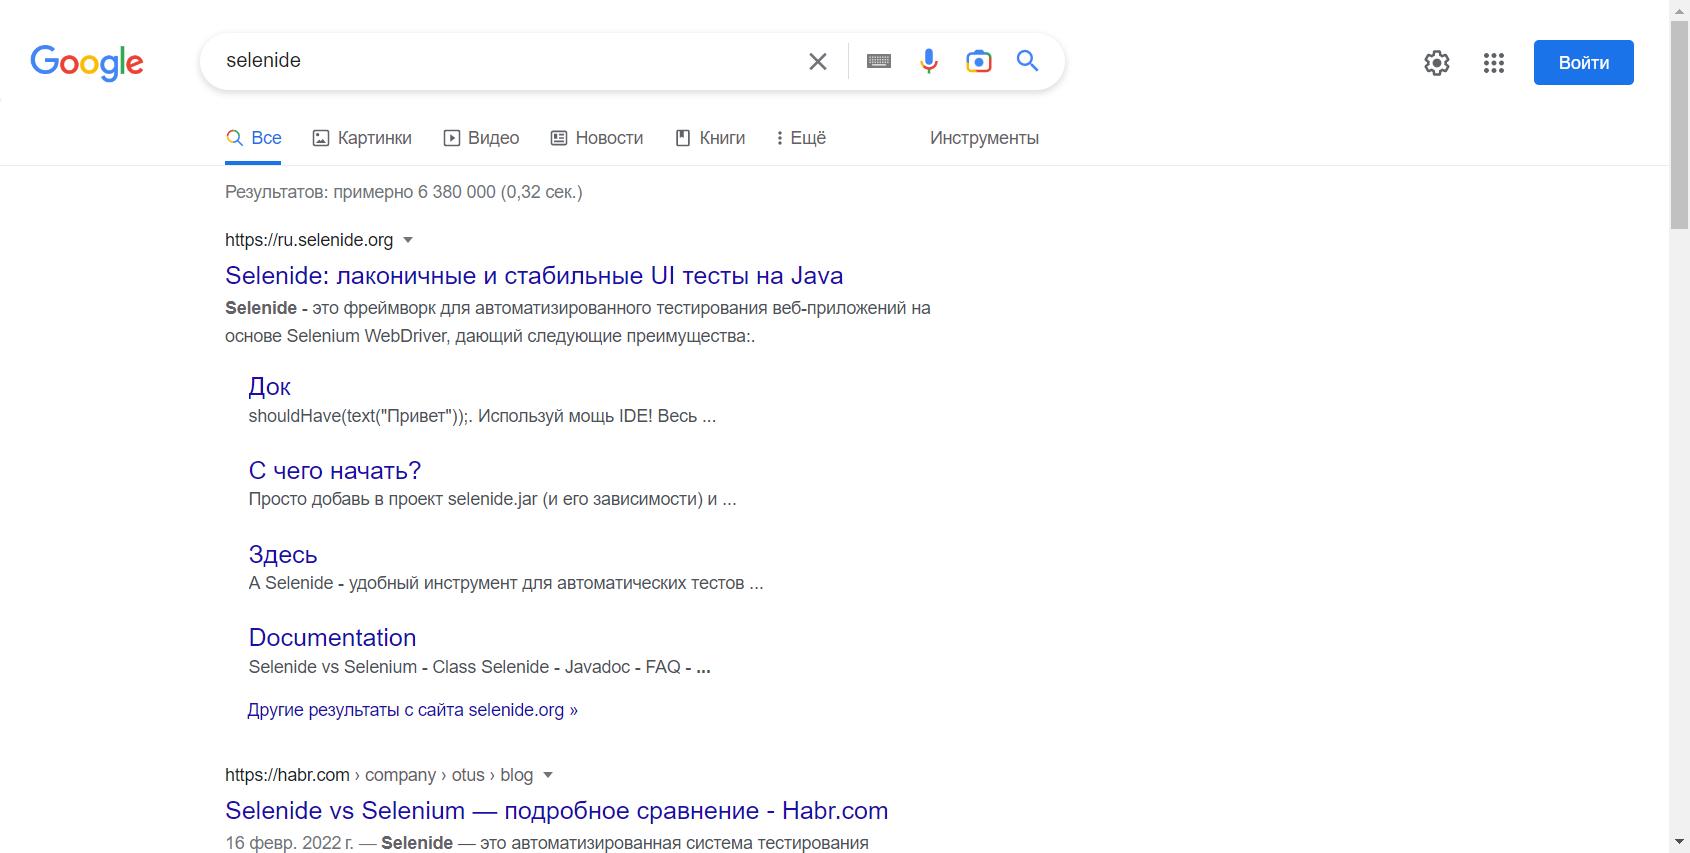 Google
selenide
Войти
Все Картинки Видео Новости Книги Ещё Инструменты
Результатов: примерно 6 380 000 (0,32 сек.)
https://ru.selenide.org
Selenide: лаконичные и стабильные UI тесты на Java
Selenide - это фреймворк для автоматизированного тестирования веб-приложений на
основе Selenium WebDriver, дающий следующие преимущества:.
Док
shouldHave(text("Привет"));. Используй мощь IDE! Весь ...
С чего начать?
Просто добавь в проект selenide.jar (и его зависимости) и ...
Здесь
А Selenide - удобный инструмент для автоматических тестов ...
Documentation
Selenide vs Selenium - Class Selenide - Javadoc - FAQ - ...
Другие результаты с сайта selenide.org »
https://habr.com › company › otus › blog
Selenide vs Selenium — подробное сравнение - Habr.com
16 февр. 2022 г. — Selenide — это автоматизированная система тестирования